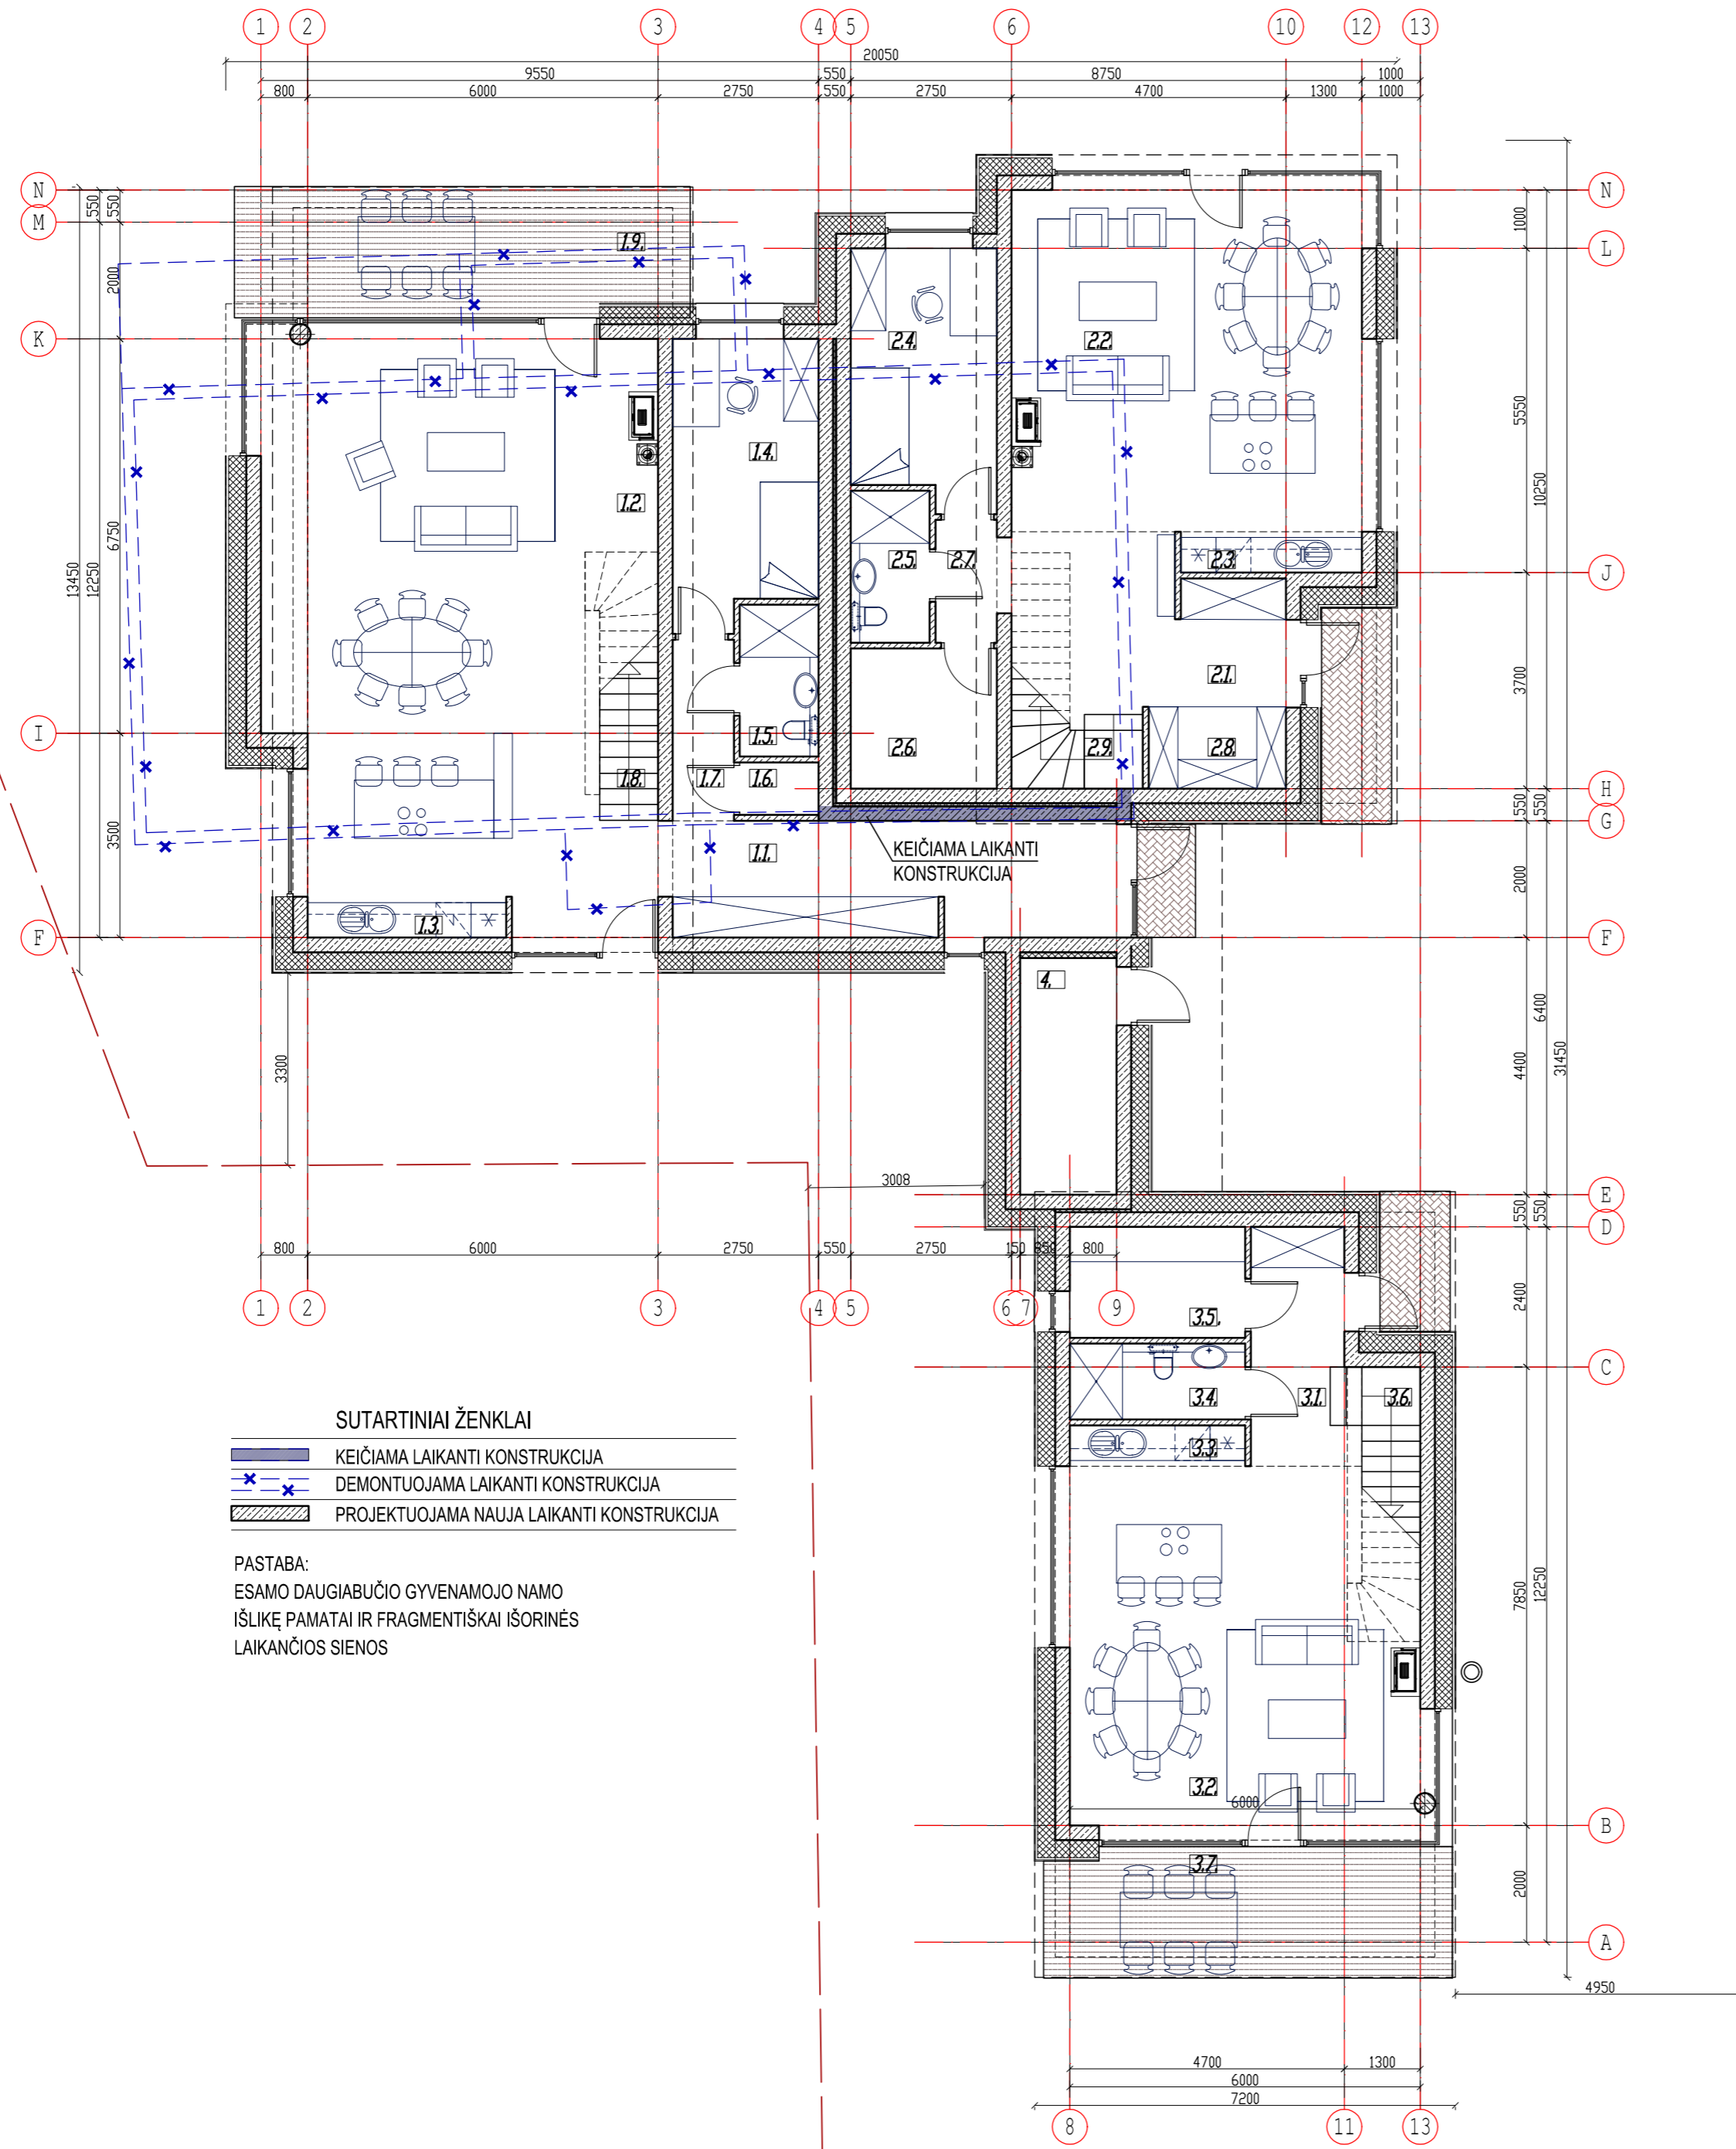 1 2 3 4 5 6 10 12 13
20050
9550 550 8750 1000
800 6000 2750 550 2750 4700 1300 1000
N
M
K
I
F
N
L
J
H
G
F
E
D
C
B
A
13450
12250
550 550
2000
6750
3500
3300
1000
5550
3700
550 550
2000
4400
550 550
2400
7850
2000
10250
6400
12250
31450
1.9.
2.4.
2.2.
1.4.
1.2.
2.5.
2.7.
2.3.
2.1.
1.5.
2.6.
2.9.
2.8.
1.8.
1.7.
1.6.
1.1.
KEIČIAMA LAIKANTI
KONSTRUKCIJA
1.3.
4.
3008
800 6000 2750 550 2750 150 850 800
1 2 3 4 5 6 7 9
3.5.
3.4.
3.1.
3.6.
3.3.
SUTARTINIAI ŽENKLAI
KEIČIAMA LAIKANTI KONSTRUKCIJA
DEMONTUOJAMA LAIKANTI KONSTRUKCIJA
PROJEKTUOJAMA NAUJA LAIKANTI KONSTRUKCIJA
PASTABA:
ESAMO DAUGIABUČIO GYVENAMOJO NAMO
IŠLIKĘ PAMATAI IR FRAGMENTIŠKAI IŠORINĖS
LAIKANČIOS SIENOS
3.2.
6000
3.7.
4950
4700 1300
6000
7200
8 11 13